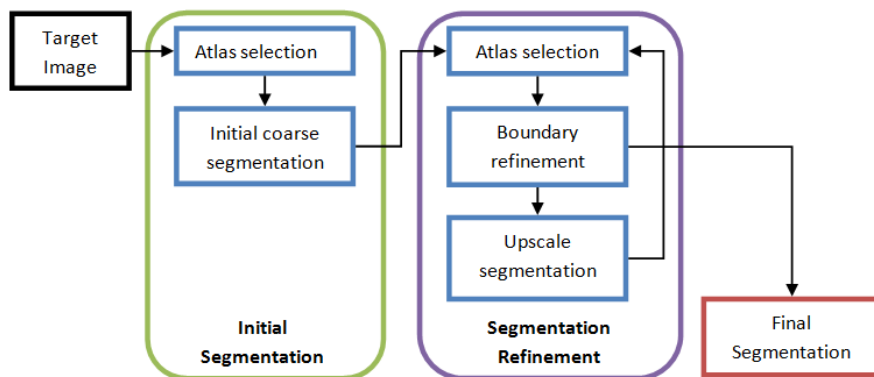 Target
Image
Atlas selection
Initial coarse
segmentation
Initial
Segmentation
Atlas selection
Boundary
refinement
Upscale
segmentation
Segmentation
Refinement
Final
Segmentation